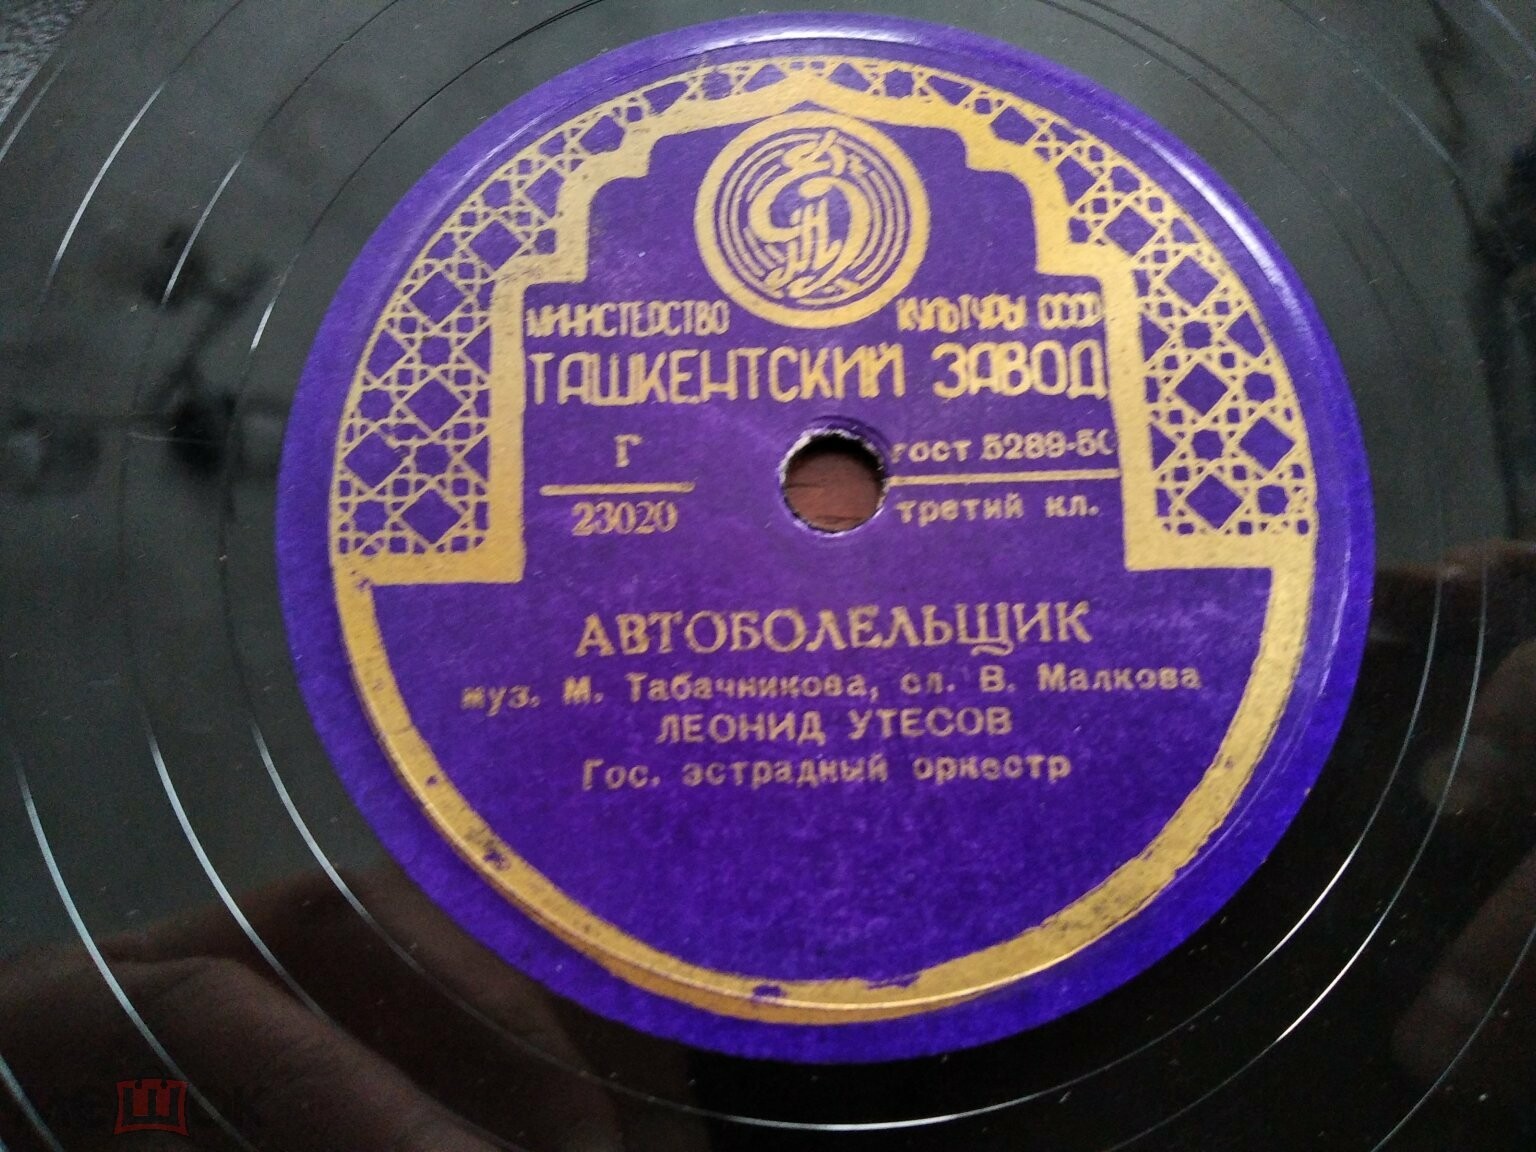 МИНИСТЕРСТВО КУЛЬТУРЫ СССР
ТАШКЕНТСКИЙ ЗАВОД
Г
23020
ГОСТ 5289-50
третий кл.
АВТОБОЛЕЛЬЩИК
муз. М. Табачникова, сл. В. Малкова
ЛЕОНИД УТЕСОВ
Гос. эстрадный оркестр